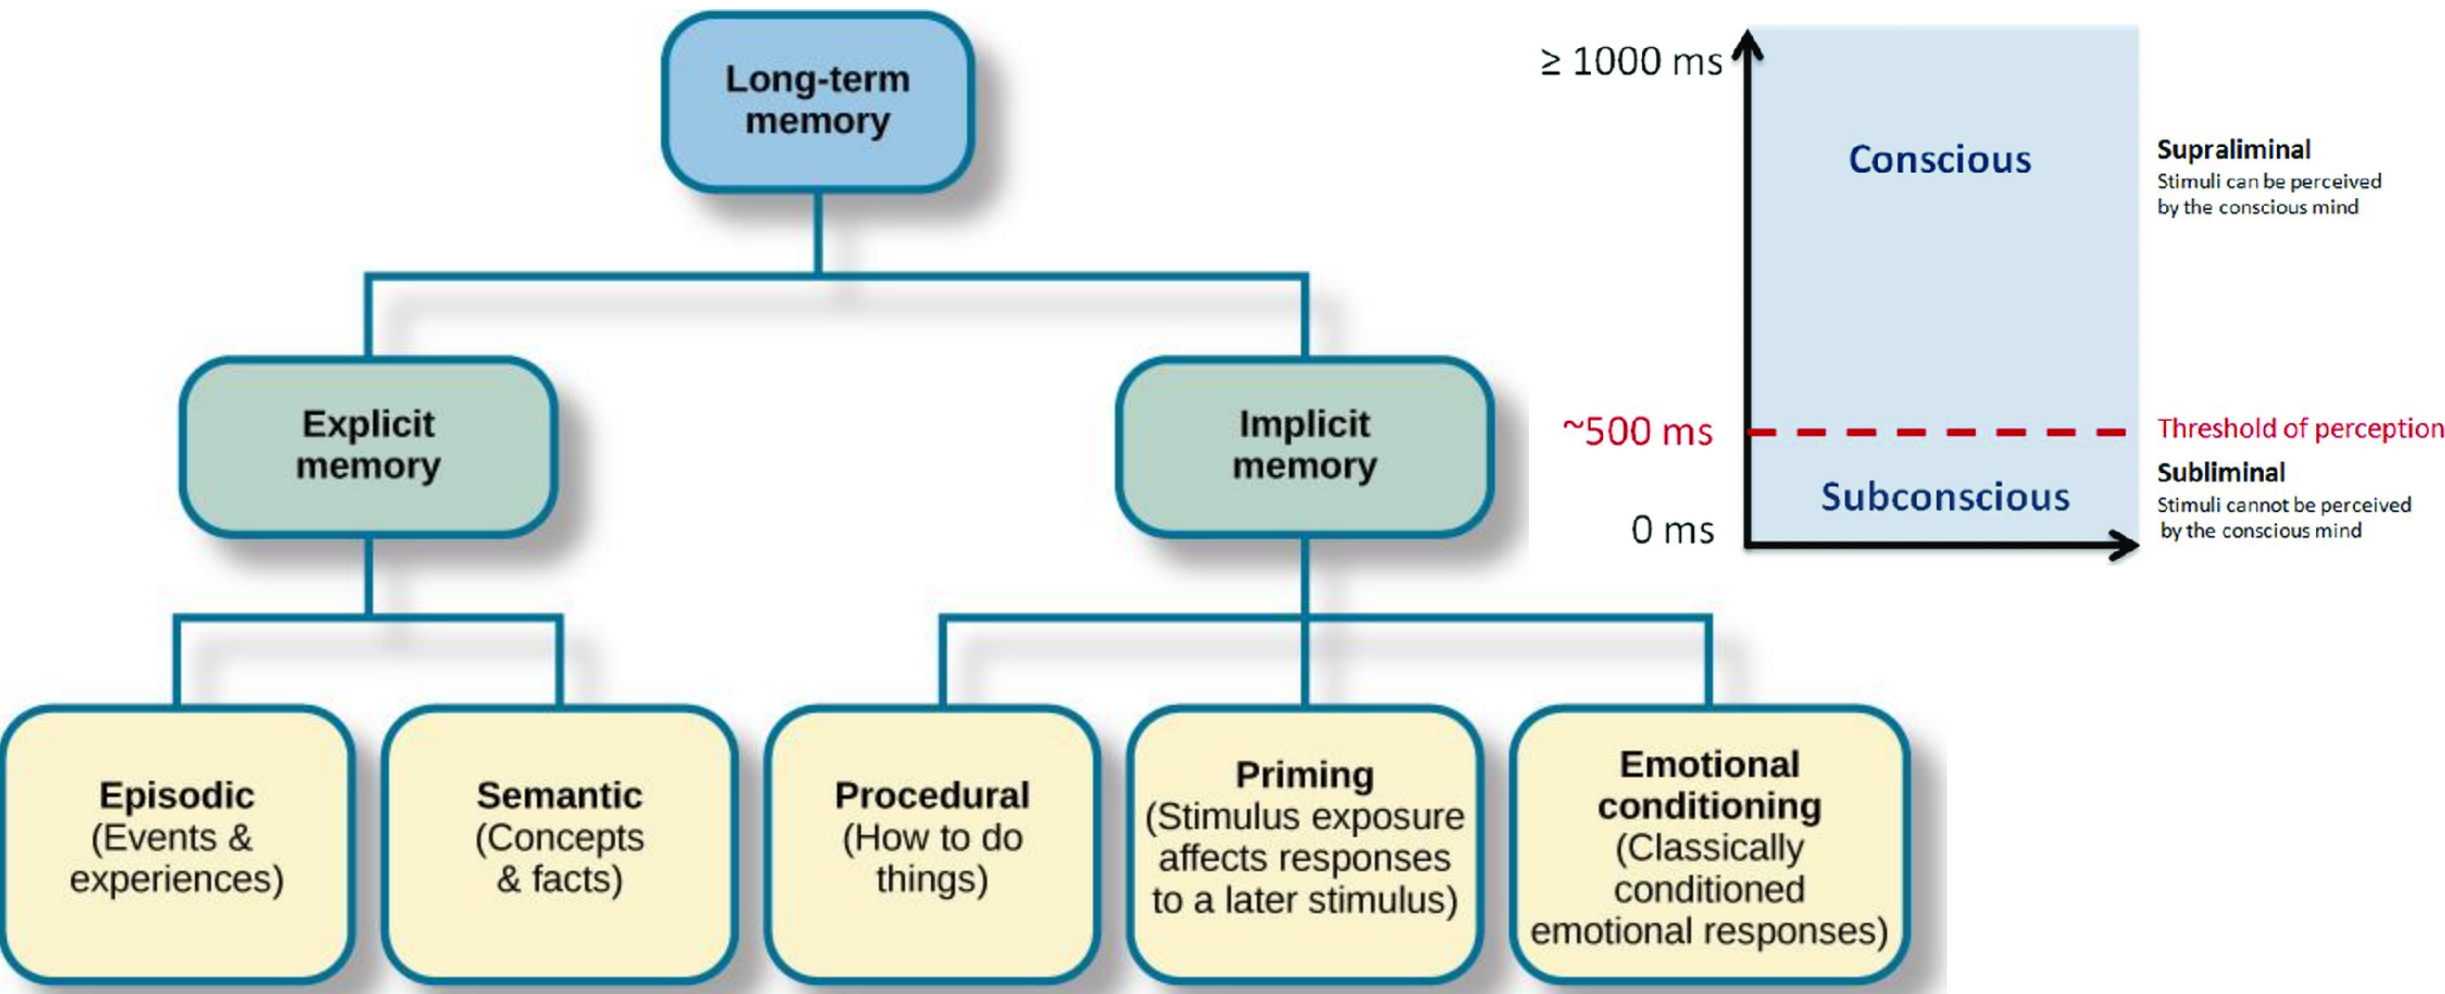 Long-term
memory
Explicit
memory
Implicit
memory
Episodic
(Events &
experiences)
Semantic
(Concepts
& facts)
Procedural
(How to do
things)
Priming
(Stimulus exposure
affects responses
to a later stimulus)
Emotional
conditioning
(Classically
conditioned
emotional responses)
≥ 1000 ms
Conscious
Supraliminal
Stimuli can be perceived
by the conscious mind
~500 ms
Threshold of perception
Subconscious
Subliminal
Stimuli cannot be perceived
by the conscious mind
0 ms